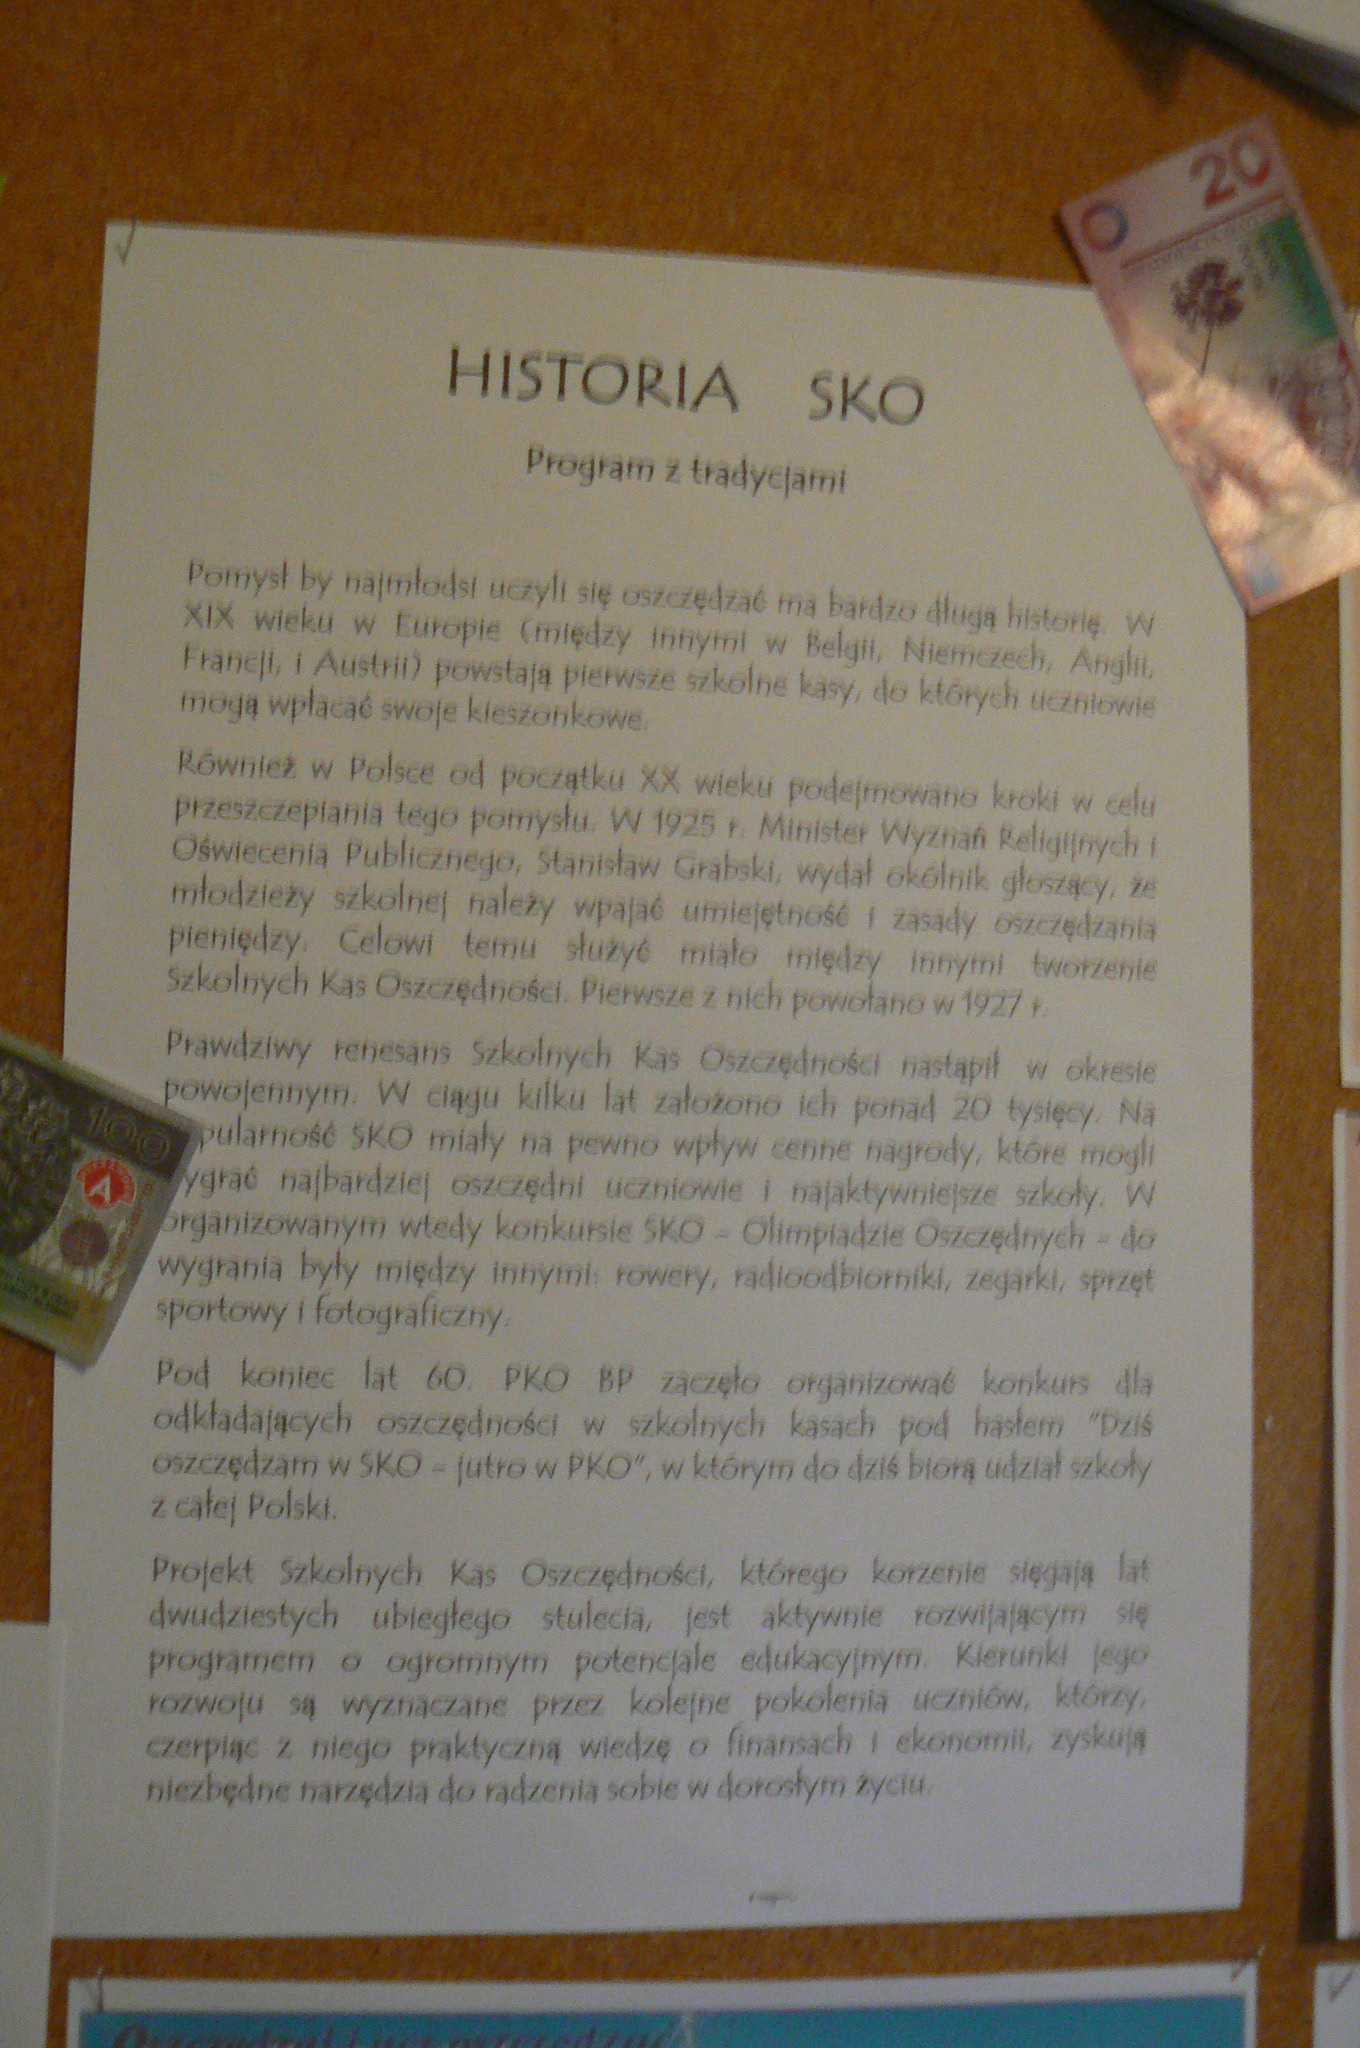 20
HISTORIA SKO
Program z tradycjami
Pomysł by najmłodsi uczyli się oszczędzać ma bardzo długą historię. W
XIX wieku w Europie (między innymi w Belgii, Niemczech, Anglii,
Francji, i Austrii) powstają pierwsze szkolne kasy, do których uczniowie
mogą wpłacać swoje kieszonkowe.
Również w Polsce od początku XX wieku podejmowano kroki w celu
przeszczepiania tego pomysłu. W 1925 r. Minister Wyznań Religijnych i
Oświecenia Publicznego, Stanisław Grabski, wydał okólnik głoszący, że
młodzieży szkolnej należy wpajać umiejętność i zasady oszczędzania
pieniędzy. Celowi temu służyć miało między innymi tworzenie
Szkolnych Kas Oszczędności. Pierwsze z nich powołano w 1927 r.
Prawdziwy renesans Szkolnych Kas Oszczędności nastąpił w okresie
powojennym. W ciągu kilku lat założono ich ponad 20 tysięcy. Na
pularność SKO miały na pewno wpływ cenne nagrody, które mogli
ygrać najbardziej oszczędni uczniowie i najaktywniejsze szkoły. W
organizowanym wtedy konkursie SKO – Olimpiadzie Oszczędnych – do
wygrania były między innymi: rowery, radioodbiorniki, zegarki, sprzęt
sportowy i fotograficzny.
Pod koniec lat 60. PKO BP zaczęło organizować konkurs dla
odkładających oszczędności w szkolnych kasach pod hasłem "Dziś
oszczędzam w SKO – jutro w PKO", w którym do dziś biorą udział szkoły
z całej Polski.
Projekt Szkolnych Kas Oszczędności, którego korzenie sięgają lat
dwudziestych ubiegłego stulecia, jest aktywnie rozwijającym się
programem o ogromnym potencjale edukacyjnym. Kierunki jego
rozwoju są wyznaczane przez kolejne pokolenia uczniów, którzy,
czerpiąc z niego praktyczną wiedzę o finansach i ekonomii, zyskują
niezbędne narzędzia do radzenia sobie w dorosłym życiu.
100